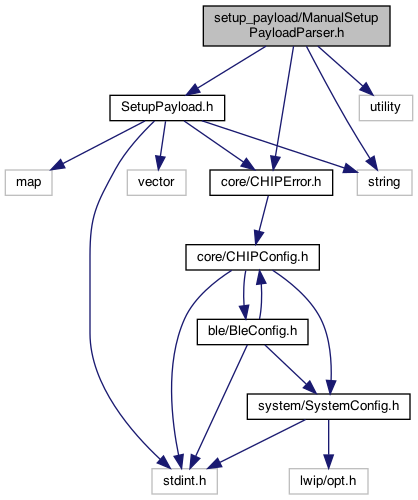 setup_payload/ManualSetup
PayloadParser.h
SetupPayload.h
utility
map
vector
core/CHIPError.h
string
core/CHIPConfig.h
ble/BleConfig.h
system/SystemConfig.h
stdint.h
lwip/opt.h